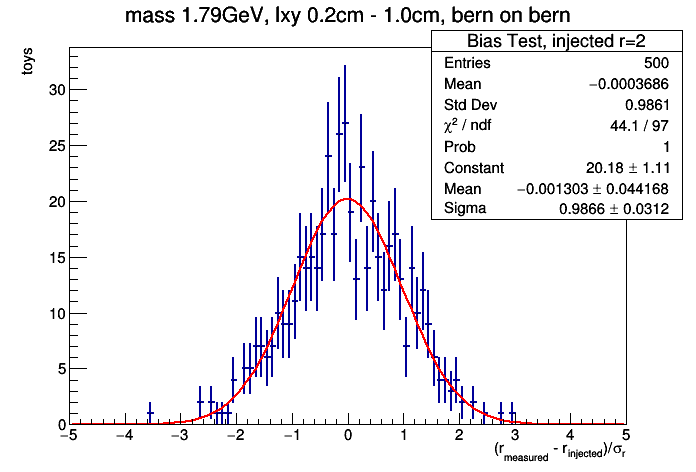 mass 1.79GeV, lxy 0.2cm - 1.0cm, bern on bern
toys
Bias Test, injected r=2
Entries 500
Mean −0.0003686
Std Dev 0.9861
χ² / ndf 44.1 / 97
Prob 1
Constant 20.18 ± 1.11
Mean −0.001303 ± 0.044168
Sigma 0.9866 ± 0.0312
30
25
20
15
10
5
0
−5 −4 −3 −2 −1 0 1 2 3 4 5
(r_measured - r_injected)/σ_r